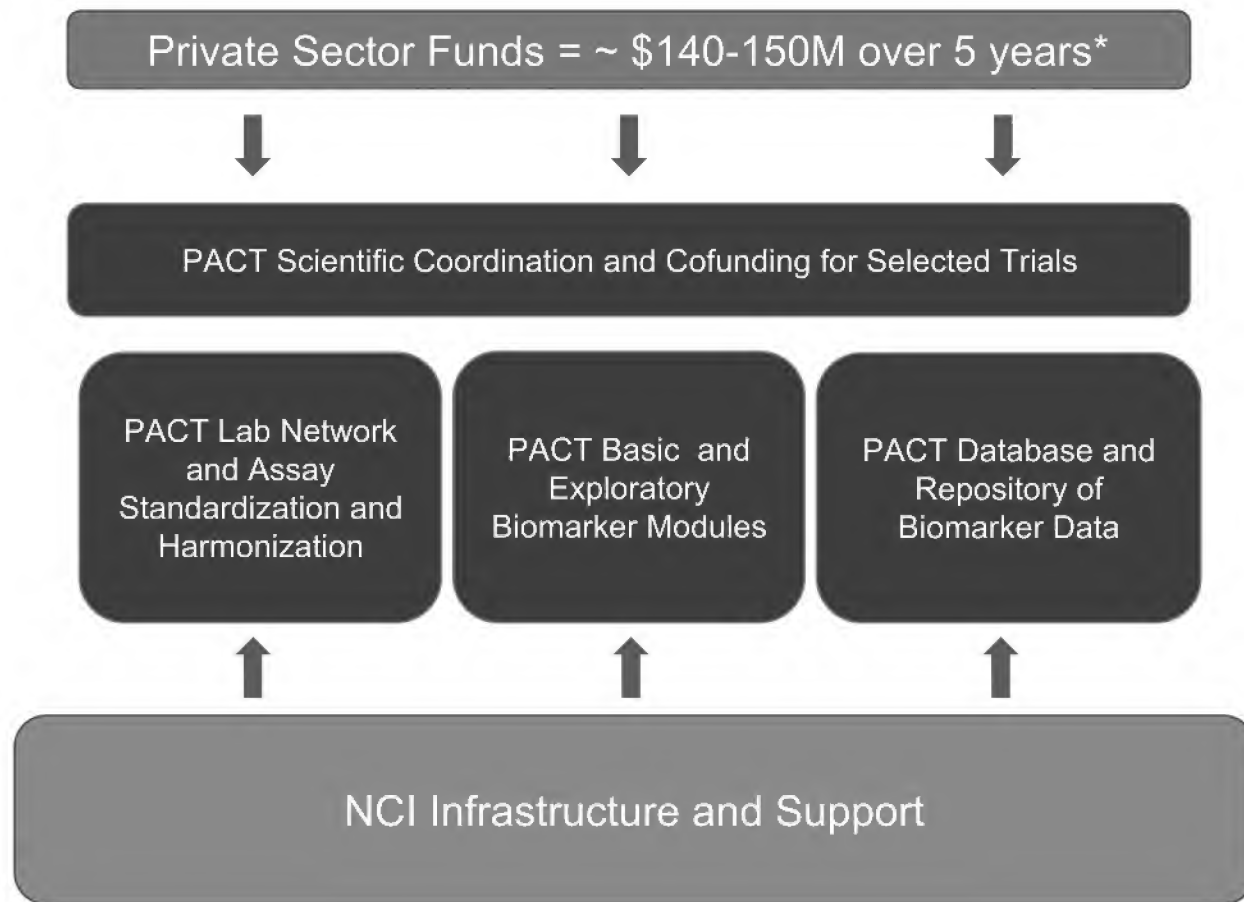 Private Sector Funds = ~ $140-150M over 5 years*
PACT Scientific Coordination and Cofunding for Selected Trials
PACT Lab Network
and Assay
Standardization and
Harmonization
PACT Basic and
Exploratory
Biomarker Modules
PACT Database and
Repository of
Biomarker Data
NCI Infrastructure and Support